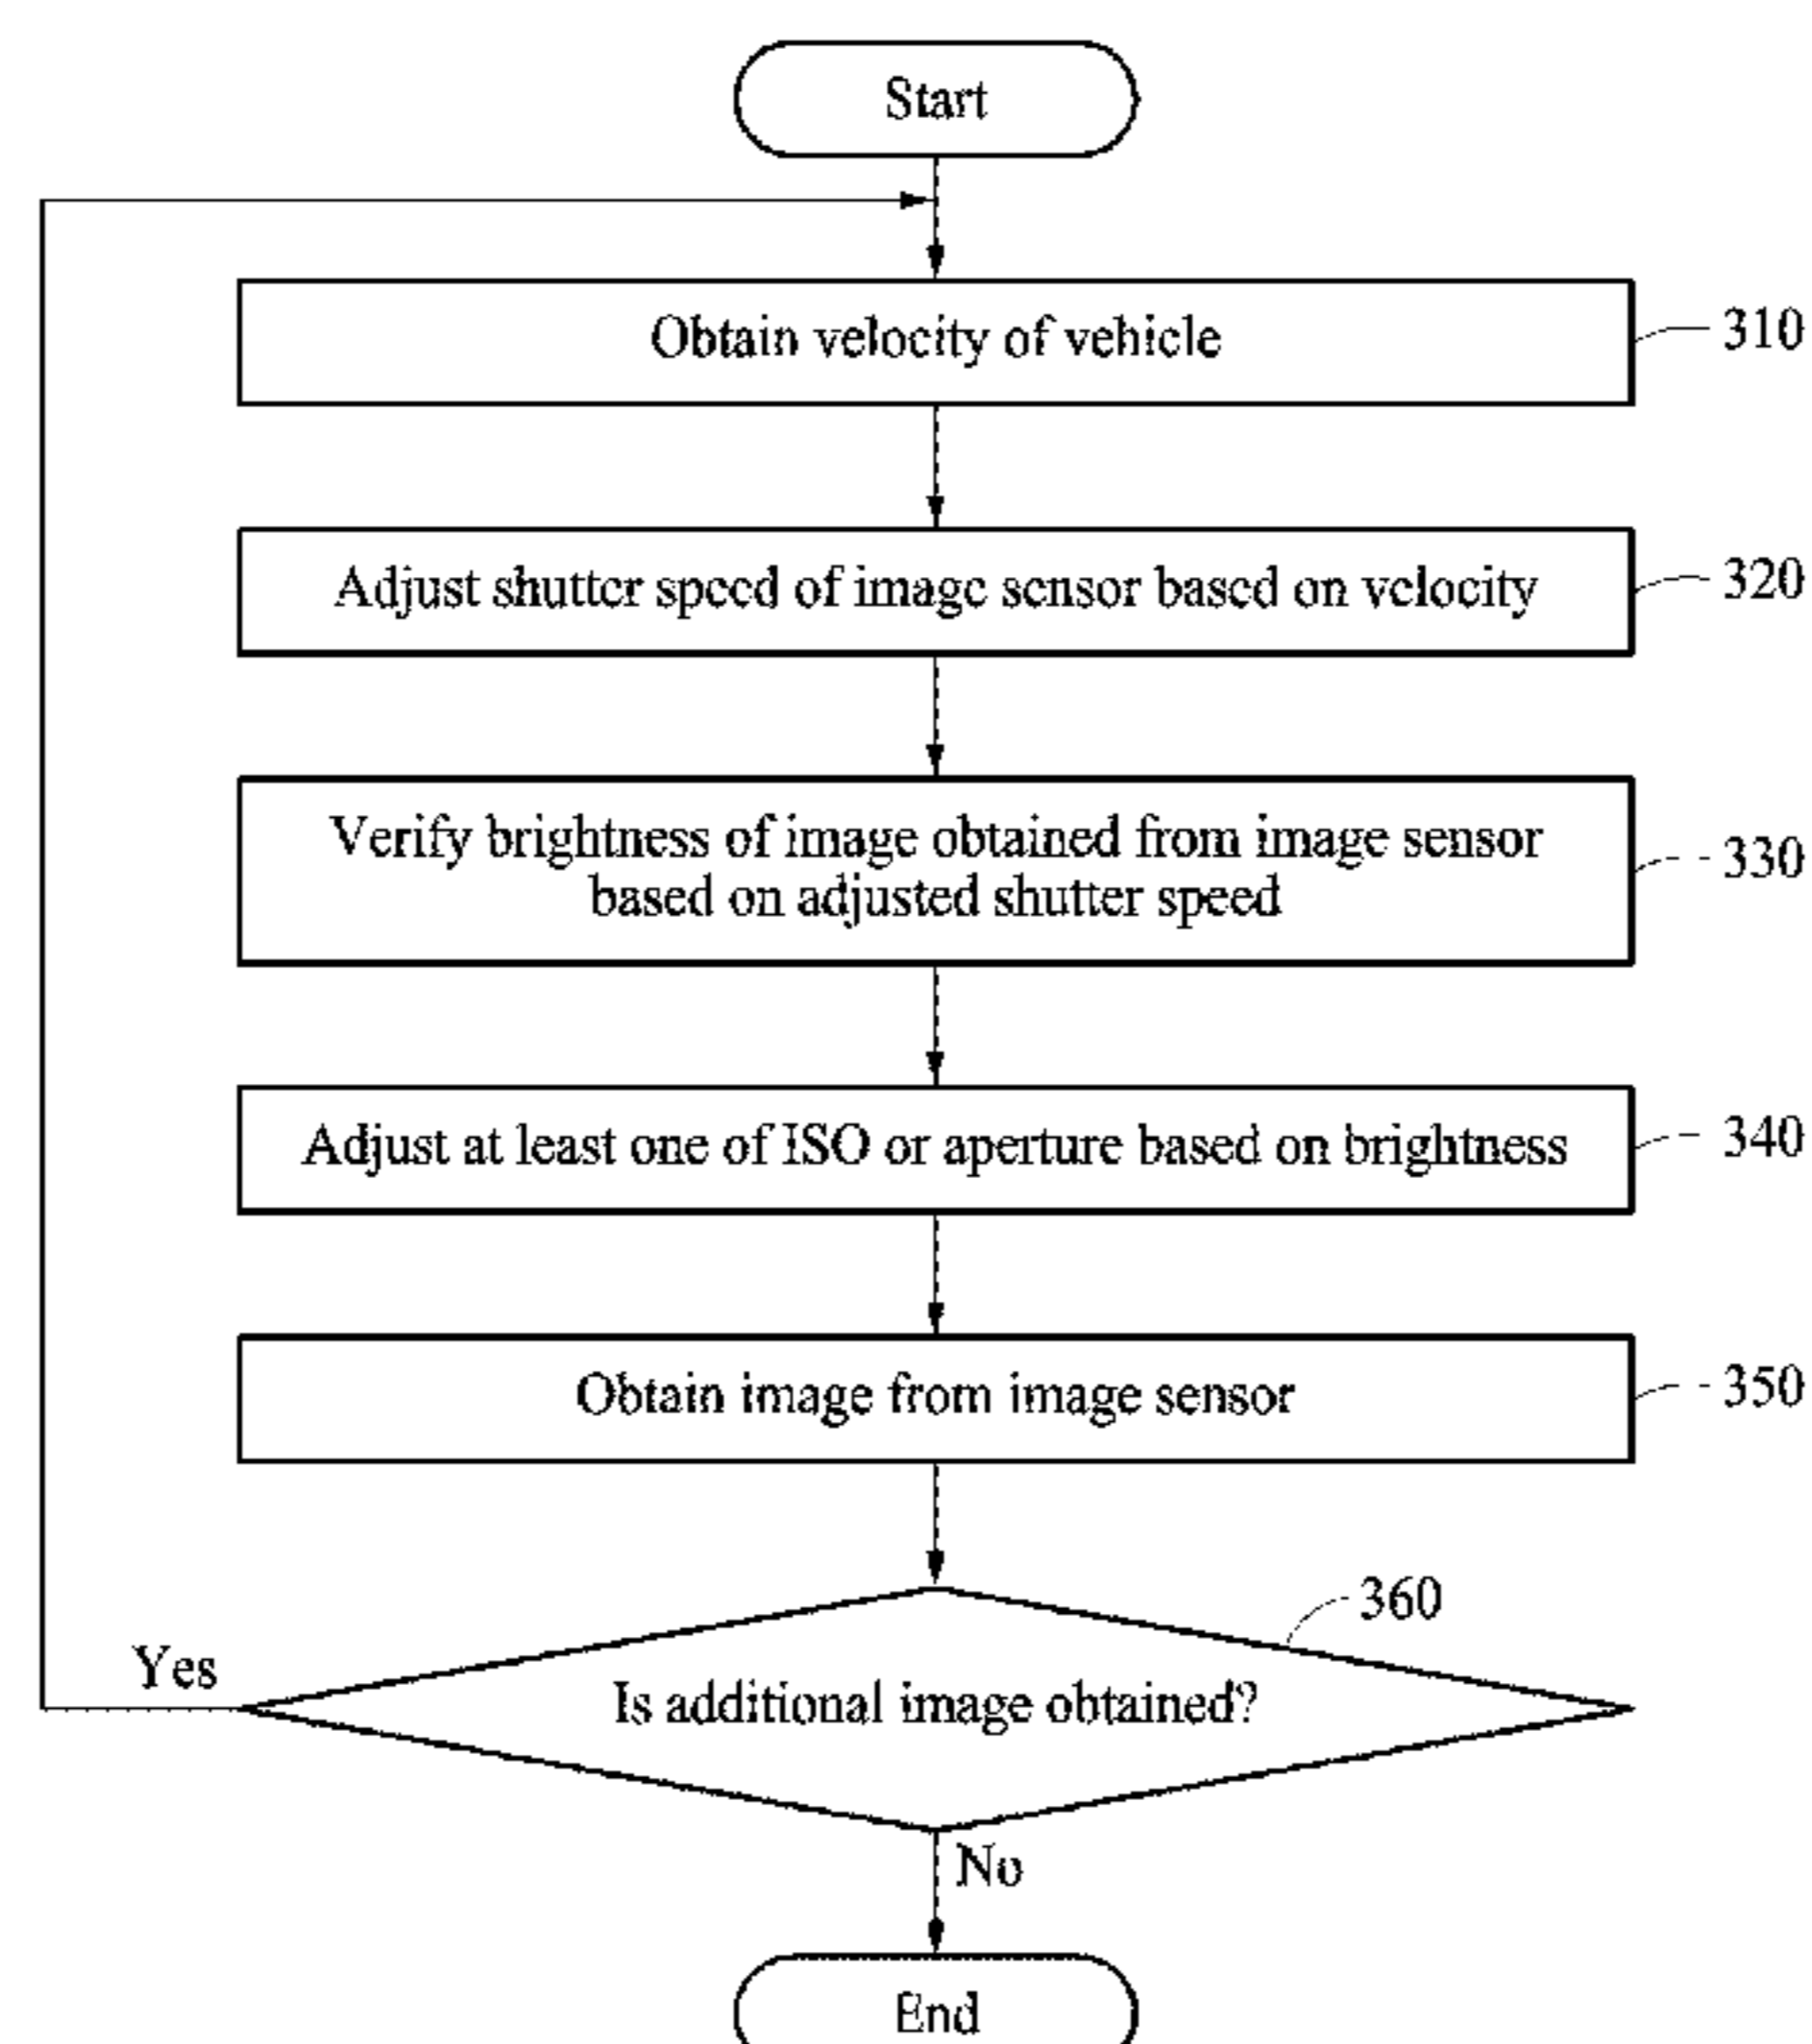 Start
Obtain velocity of vehicle
310
Adjust shutter speed of image sensor based on velocity
320
Verify brightness of image obtained from image sensor
based on adjusted shutter speed
330
Adjust at least one of ISO or aperture based on brightness
340
Obtain image from image sensor
350
360
Is additional image obtained?
Yes
No
End